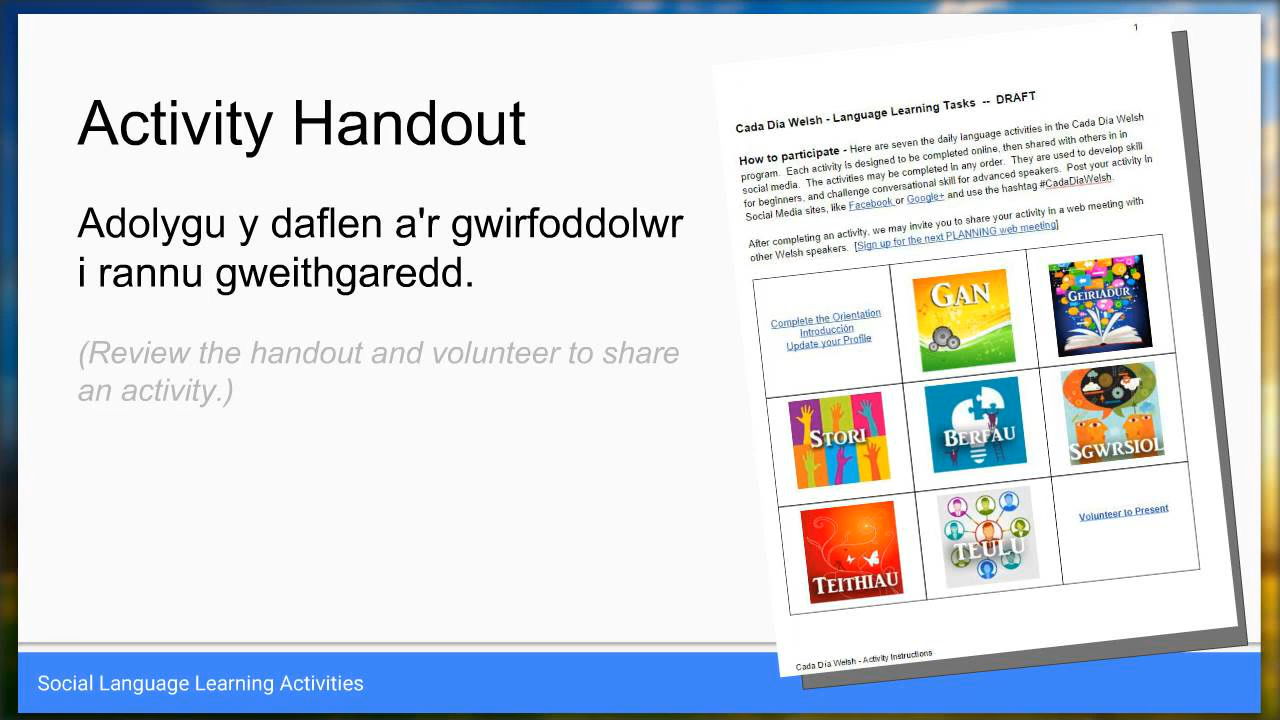 Activity Handout
Adolygu y daflen a'r gwirfoddolwr
i rannu gweithgaredd.
(Review the handout and volunteer to share
an activity.)
1
Cada Dia Welsh - Language Learning Tasks -- DRAFT
How to participate - Here are seven the daily language activities in the Cada Dia Welsh
program. Each activity is designed to be completed online, then shared with others in in
social media. The activities may be completed in any order. They are used to develop skill
for beginners, and challenge conversational skill for advanced speakers. Post your activity in
Social Media sites, like Facebook or Google+ and use the hashtag #CadaDiaWelsh.
After completing an activity, we may invite you to share your activity in a web meeting with
other Welsh speakers. [Sign up for the next PLANNING web meeting]
Complete the Orientation
Introducción
Update your Profile
GAN
GEIRIADUR
STORI
BERFAU
SGWRSIOL
TEITHIAU
TEULU
Volunteer to Present
Cada Dia Welsh - Activity Instructions
Social Language Learning Activities